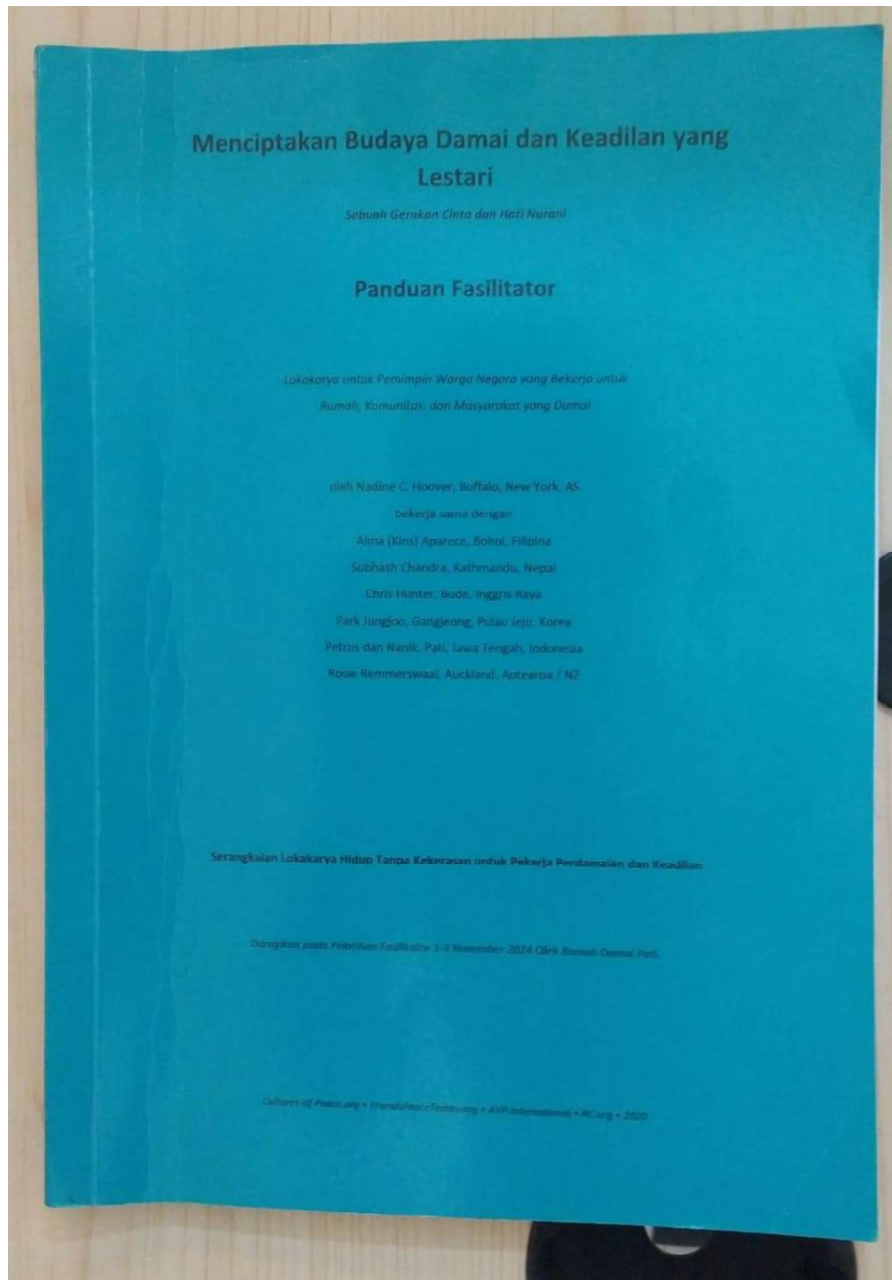 Menciptakan Budaya Damai dan Keadilan yang
Lestari
Sebuah Gerakan Cinta dan Hati Nurani
Panduan Fasilitator
Lokakarya untuk Pemimpin Warga Negara yang Bekerja untuk
Rumah, Komunitas, dan Masyarakat yang Damai
oleh Nadine C. Hoover, Buffalo, New York, AS
bekerja sama dengan
Alma (Kins) Aparece, Bohol, Filipina
Subhash Chandra, Kathmandu, Nepal
Chris Hunter, Bude, Inggris Raya
Park Jungjoo, Gangjeong, Pulau Jeju, Korea
Petrus dan Nanik, Pati, Jawa Tengah, Indonesia
Rosie Remmerswaal, Auckland, Aotearoa / NZ
Serangkaian Lokakarya Hidup Tanpa Kekerasan untuk Pekerja Perdamaian dan Keadilan
pada Pelatihan Fasilitator November 2024 Oleh Rumah Damai Pati
Cultures-of-Peace.org • FriendsPeaceTeams.org • AVP.International • RC.org • 2020